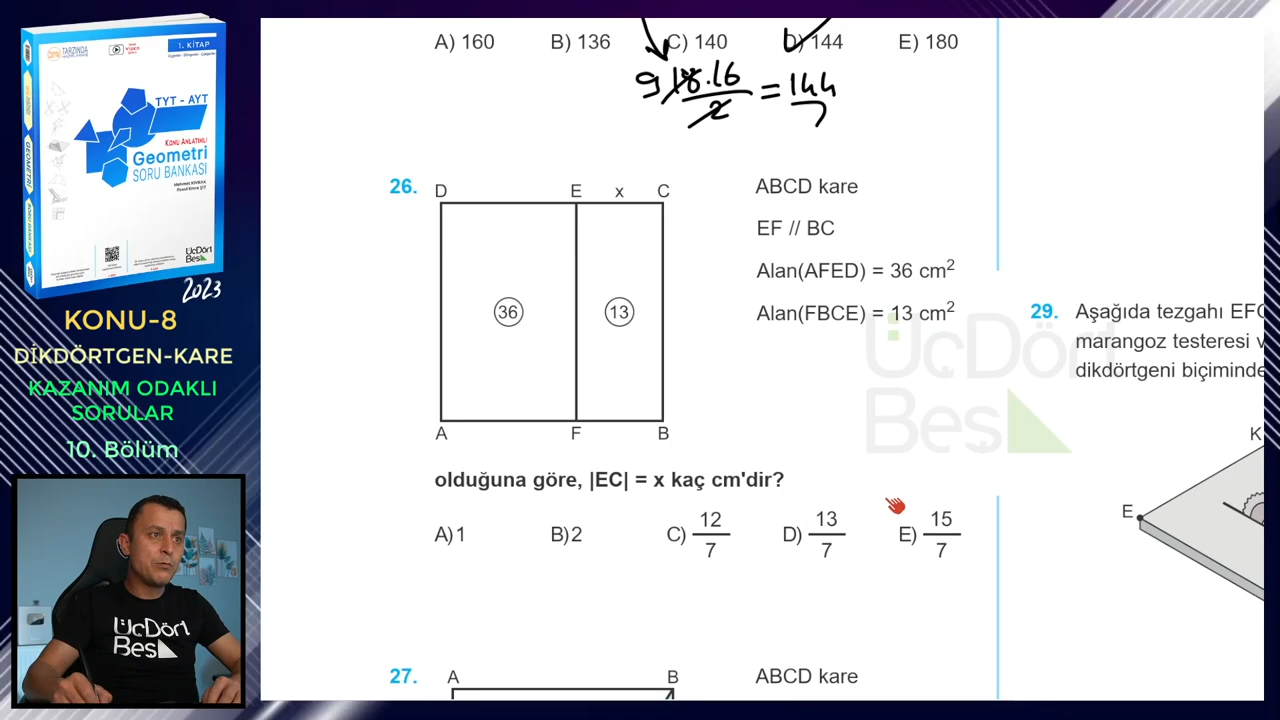 A) 160 B) 136 C) 140 D) 144 E) 180
9 18.16 / 2 = 144
1. KİTAP
TYT - AYT
KONU ANLATIMLI
Geometri
SORU BANKASI
ÜçDört
Beş
2023
KONU-8
DİKDÖRTGEN-KARE
KAZANIM ODAKLI
SORULAR
10. Bölüm
ÜçDört
Beş
26.
D E x C
36 13
A F B
ABCD kare
EF // BC
Alan(AFED) = 36 cm²
Alan(FBCE) = 13 cm²
ÜçDört
Beş
olduğuna göre, |EC| = x kaç cm'dir?
A) 1 B) 2 C) 12/7 D) 13/7 E) 15/7
27.
A B
ABCD kare
29. Aşağıda tezgahı EFG
marangoz testeresi v
dikdörtgeni biçiminde
K
E